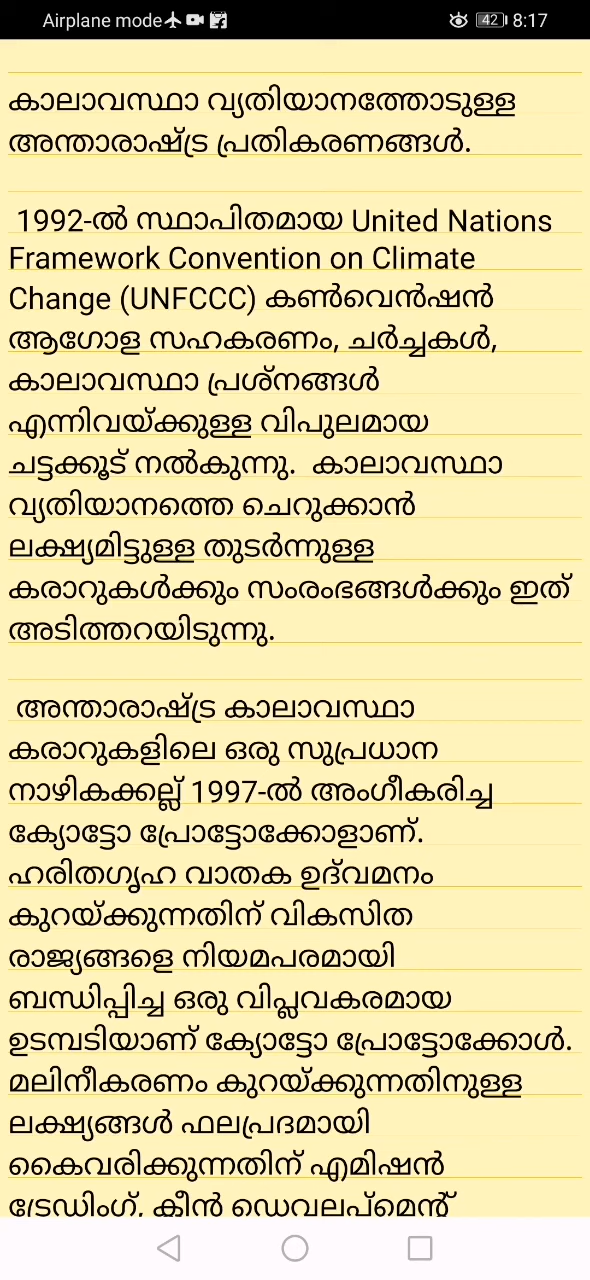 Airplane mode 42 8:17
കാലാവസ്ഥാ വ്യതിയാനത്തോടുള്ള
അന്താരാഷ്ട്ര പ്രതികരണങ്ങൾ.
1992-ൽ സ്ഥാപിതമായ United Nations
Framework Convention on Climate
Change (UNFCCC) കൺവെൻഷൻ
ആഗോള സഹകരണം, ചർച്ചകൾ,
കാലാവസ്ഥാ പ്രശ്നങ്ങൾ
എന്നിവയ്ക്കുള്ള വിപുലമായ
ചട്ടക്കൂട് നൽകുന്നു. കാലാവസ്ഥാ
വ്യതിയാനത്തെ ചെറുക്കാൻ
ലക്ഷ്യമിട്ടുള്ള തുടർന്നുള്ള
കരാറുകൾക്കും സംരംഭങ്ങൾക്കും ഇത്
അടിത്തറയിടുന്നു.
അന്താരാഷ്ട്ര കാലാവസ്ഥാ
കരാറുകളിലെ ഒരു സുപ്രധാന
നാഴികക്കല്ല് 1997-ൽ അംഗീകരിച്ച
ക്യോട്ടോ പ്രോട്ടോക്കോളാണ്.
ഹരിതഗൃഹ വാതക ഉദ്‌വമനം
കുറയ്ക്കുന്നതിന് വികസിത
രാജ്യങ്ങളെ നിയമപരമായി
ബന്ധിപ്പിച്ച ഒരു വിപ്ലവകരമായ
ഉടമ്പടിയാണ് ക്യോട്ടോ പ്രോട്ടോക്കോൾ.
മലിനീകരണം കുറയ്ക്കുന്നതിനുള്ള
ലക്ഷ്യങ്ങൾ ഫലപ്രദമായി
കൈവരിക്കുന്നതിന് എമിഷൻ
ട്രേഡിംഗ്, ക്ലീൻ ഡെവലപ്മെന്റ്